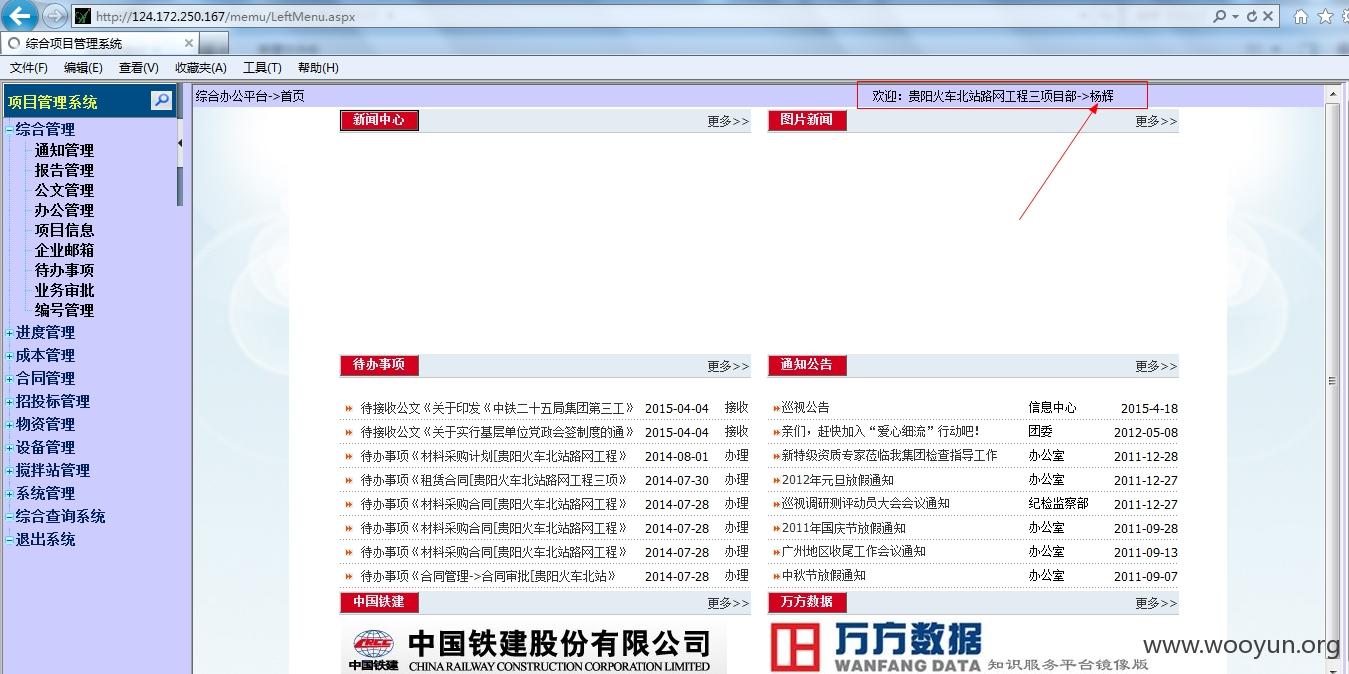 http://124.172.250.167/memu/LeftMenu.aspx
综合项目管理系统
文件(F) 编辑(E) 查看(V) 收藏夹(A) 工具(T) 帮助(H)
项目管理系统
综合管理
通知管理
报告管理
公文管理
办公管理
项目信息
企业邮箱
待办事项
业务审批
编号管理
进度管理
成本管理
合同管理
招投标管理
物资管理
设备管理
搅拌站管理
系统管理
综合查询系统
退出系统
综合办公平台->首页
欢迎：贵阳火车北站路网工程三项目部->杨辉
新闻中心 更多>>
图片新闻 更多>>
待办事项 更多>>
待接收公文《关于印发《中铁二十五局集团第三工》 2015-04-04 接收
待接收公文《关于实行基层单位党政会签制度的通》 2015-04-04 接收
待办事项《材料采购计划[贵阳火车北站路网工程》 2014-08-01 办理
待办事项《租赁合同[贵阳火车北站路网工程三项》 2014-07-30 办理
待办事项《材料采购合同[贵阳火车北站路网工程》 2014-07-28 办理
待办事项《材料采购合同[贵阳火车北站路网工程》 2014-07-28 办理
待办事项《材料采购合同[贵阳火车北站路网工程》 2014-07-28 办理
待办事项《合同管理->合同审批[贵阳火车北站》 2014-07-28 办理
通知公告 更多>>
巡视公告 信息中心 2015-4-18
亲们，赶快加入“爱心细流”行动吧！ 团委 2012-05-08
新特级资质专家莅临我集团检查指导工作 办公室 2011-12-28
2012年元旦放假通知 办公室 2011-12-27
巡视调研测评动员大会会议通知 纪检监察部 2011-12-27
2011年国庆节放假通知 办公室 2011-09-28
广州地区收尾工作会议通知 办公室 2011-09-13
中秋节放假通知 办公室 2011-09-07
中国铁建 更多>>
CRCC
中国铁建
中国铁建股份有限公司
CHINA RAILWAY CONSTRUCTION CORPORATION LIMITED
万方数据 更多>>
万方数据
WANFANG DATA 知识服务平台镜像版
www.wooyun.org